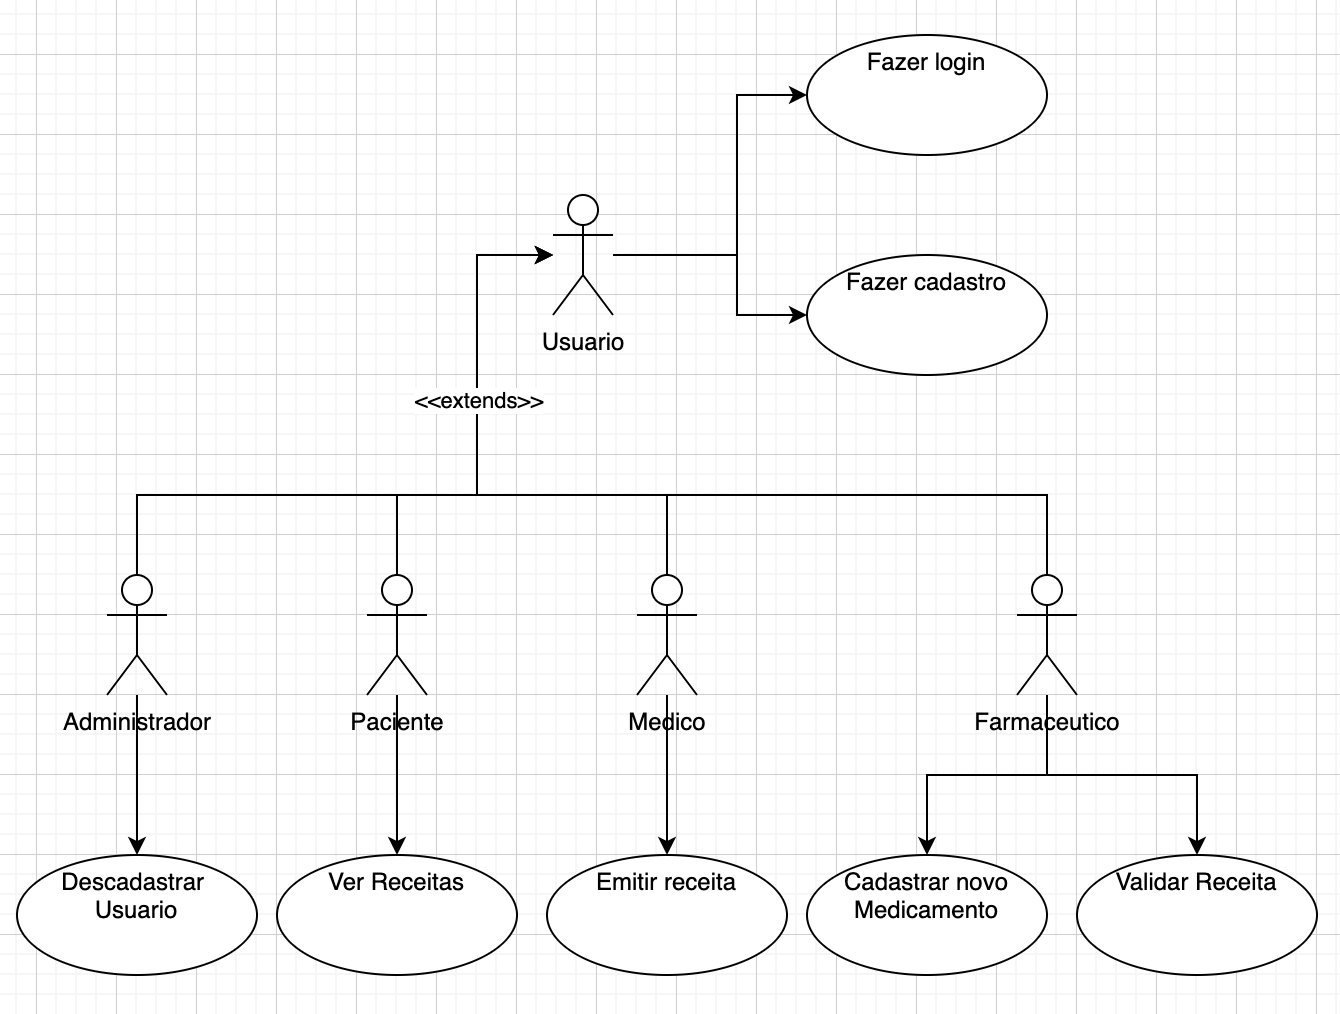 Fazer login
Fazer cadastro
Usuario
<<extends>>
Administrador
Paciente
Medico
Farmaceutico
Descadastrar
Usuario
Ver Receitas
Emitir receita
Cadastrar novo
Medicamento
Validar Receita